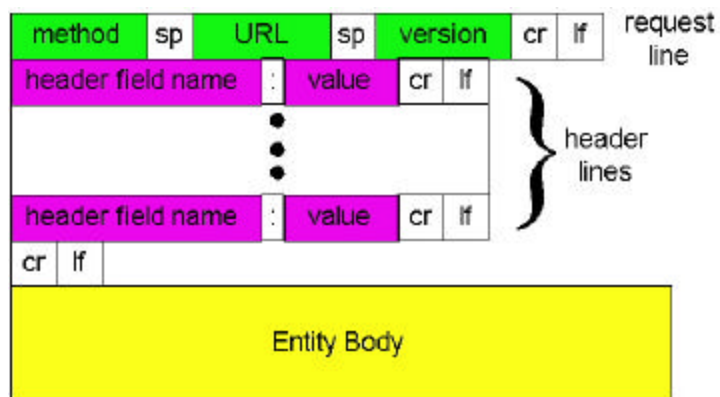 method sp URL sp version cr lf request line
header field name : value cr lf
header lines
header field name : value cr lf
cr lf
Entity Body